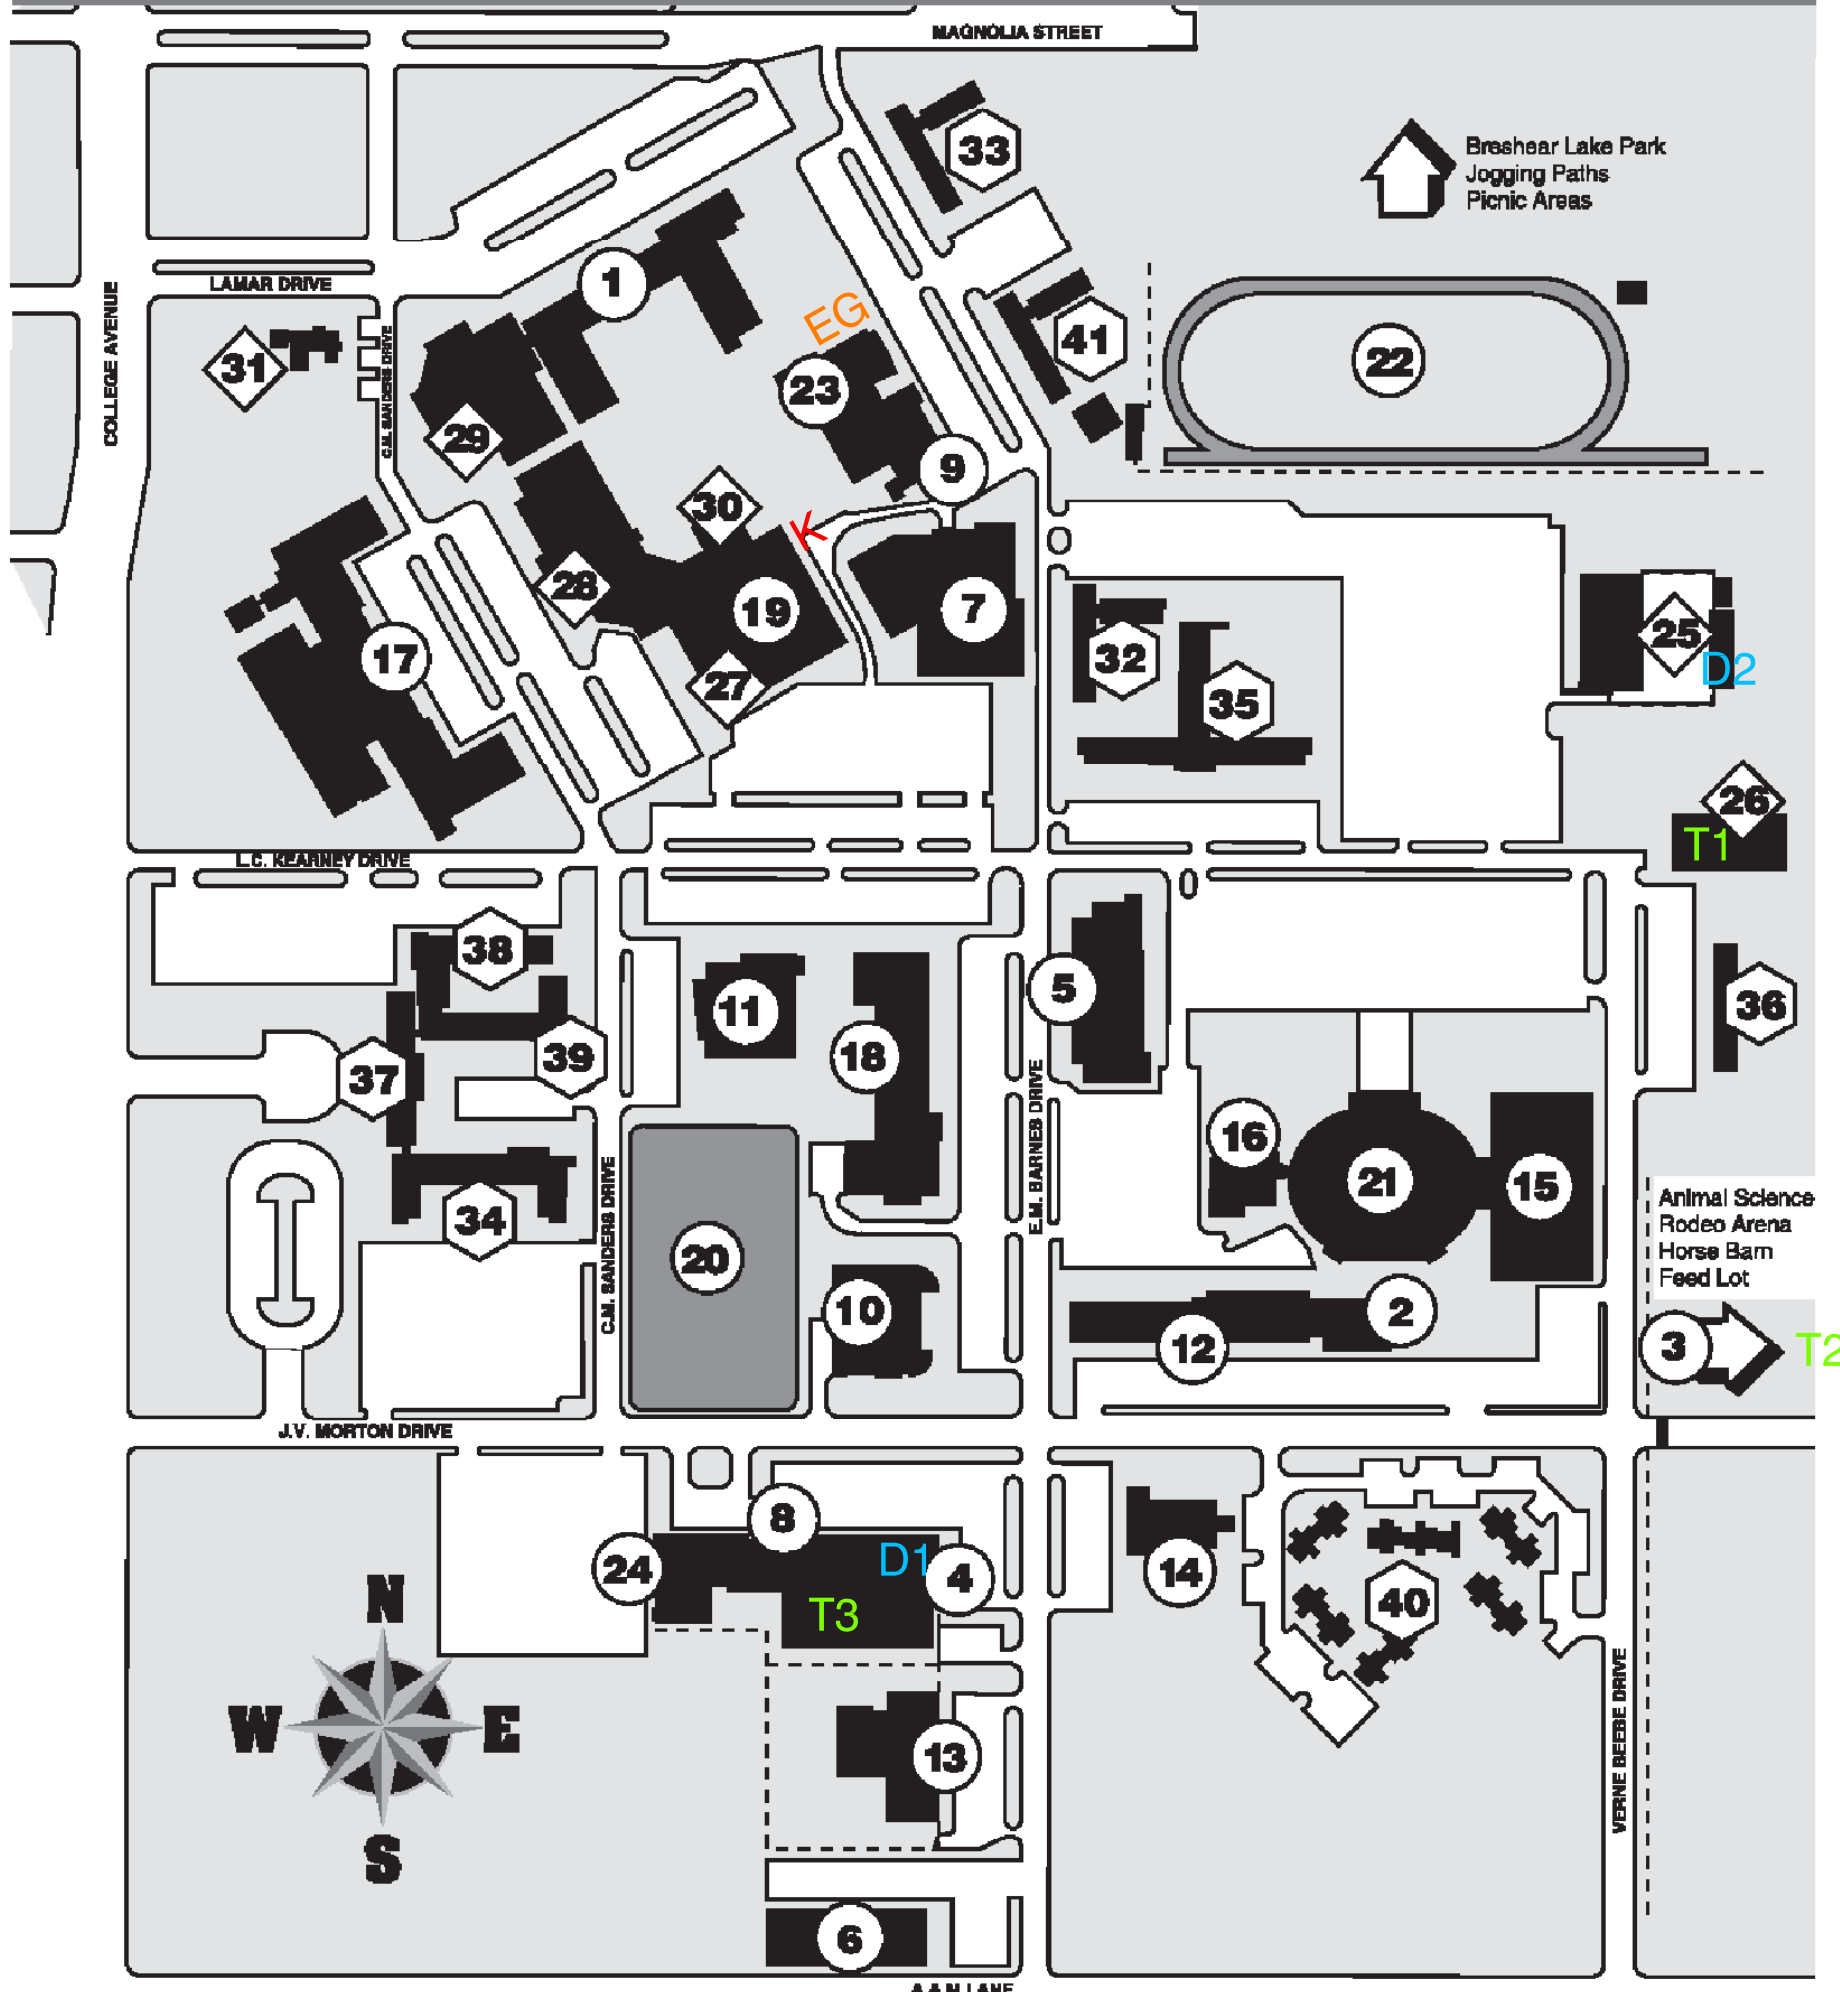 MAGNOLIA STREET
33
Breshear Lake Park
Jogging Paths
Picnic Areas
1
LAMAR DRIVE
EG
COLLEGE AVENUE
31
C.M. SANDERS DRIVE
41
22
23
29
9
30
K
28
19
7
17
27
32
35
25
D2
26
T1
L.C. KEARNEY DRIVE
38
5
11
36
18
39
37
E.M. BARNES DRIVE
16
21
15
34
C.M. SANDERS DRIVE
20
Animal Science
Rodeo Arena
Horse Barn
Feed Lot
10
2
12
3
T2
J.V. MORTON DRIVE
8
24
D1
4
14
T3
40
N
W
E
S
13
VERNE BEEBE DRIVE
6
A & M LANE